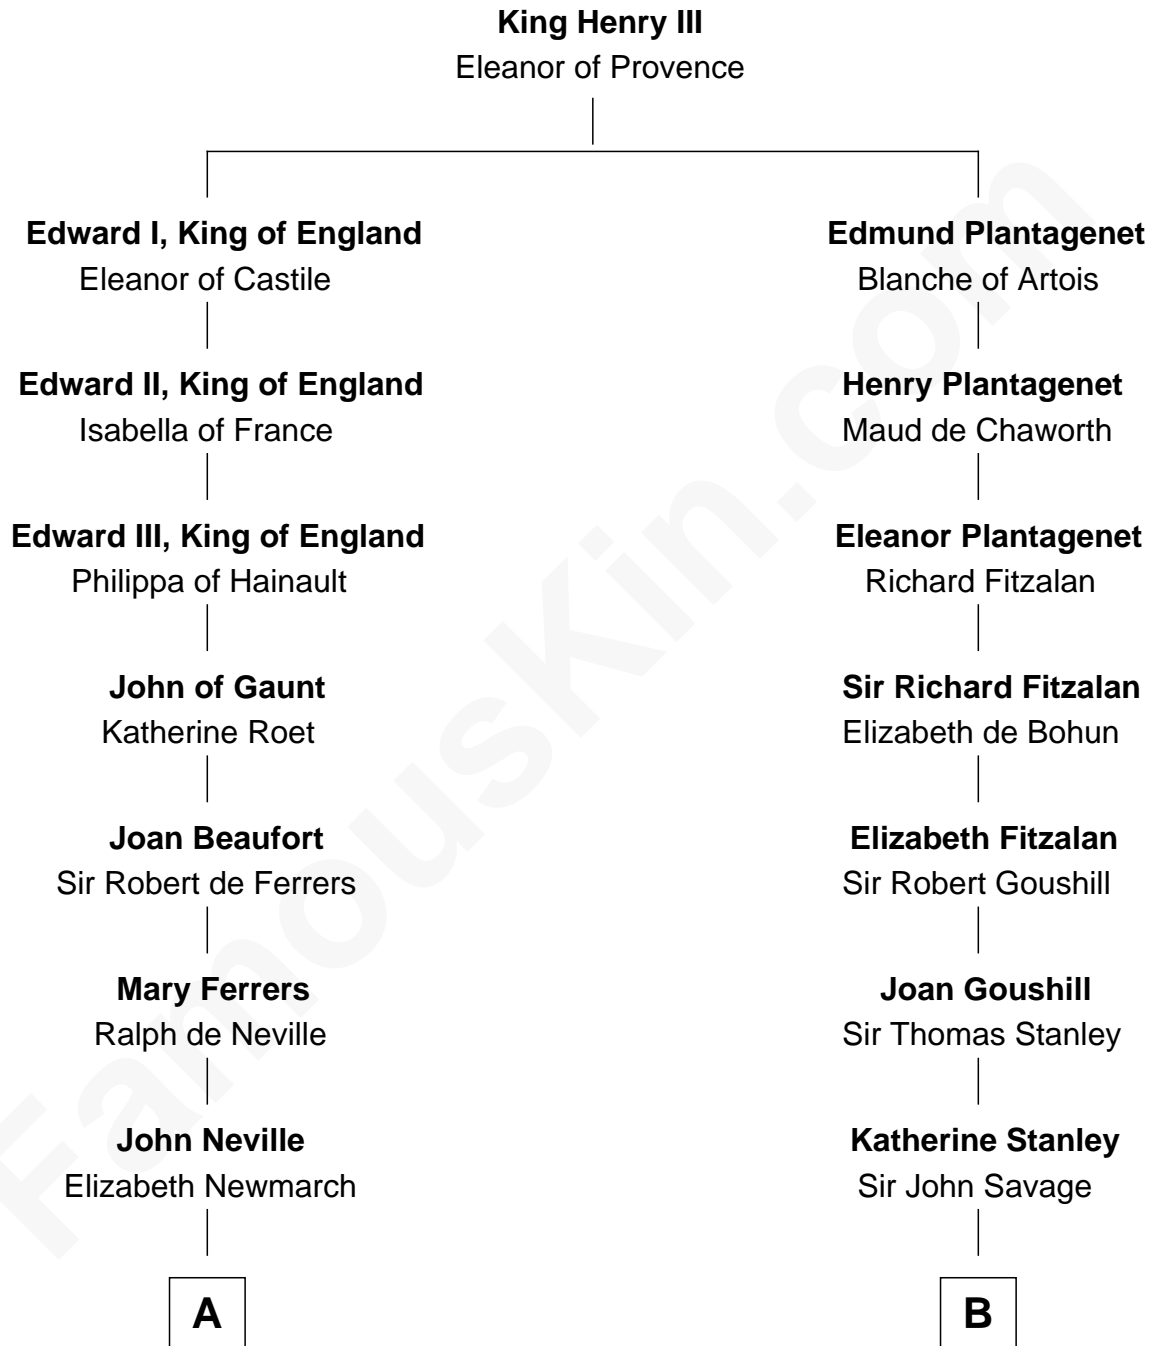 King Henry III
Eleanor of Provence
Edward I, King of England
Eleanor of Castile
Edmund Plantagenet
Blanche of Artois
Edward II, King of England
Isabella of France
Henry Plantagenet
Maud de Chaworth
Edward III, King of England
Philippa of Hainault
Eleanor Plantagenet
Richard Fitzalan
John of Gaunt
Katherine Roet
Sir Richard Fitzalan
Elizabeth de Bohun
Joan Beaufort
Sir Robert de Ferrers
Elizabeth Fitzalan
Sir Robert Goushill
Mary Ferrers
Ralph de Neville
Joan Goushill
Sir Thomas Stanley
John Neville
Elizabeth Newmarch
Katherine Stanley
Sir John Savage
A
B
FamousKin.com